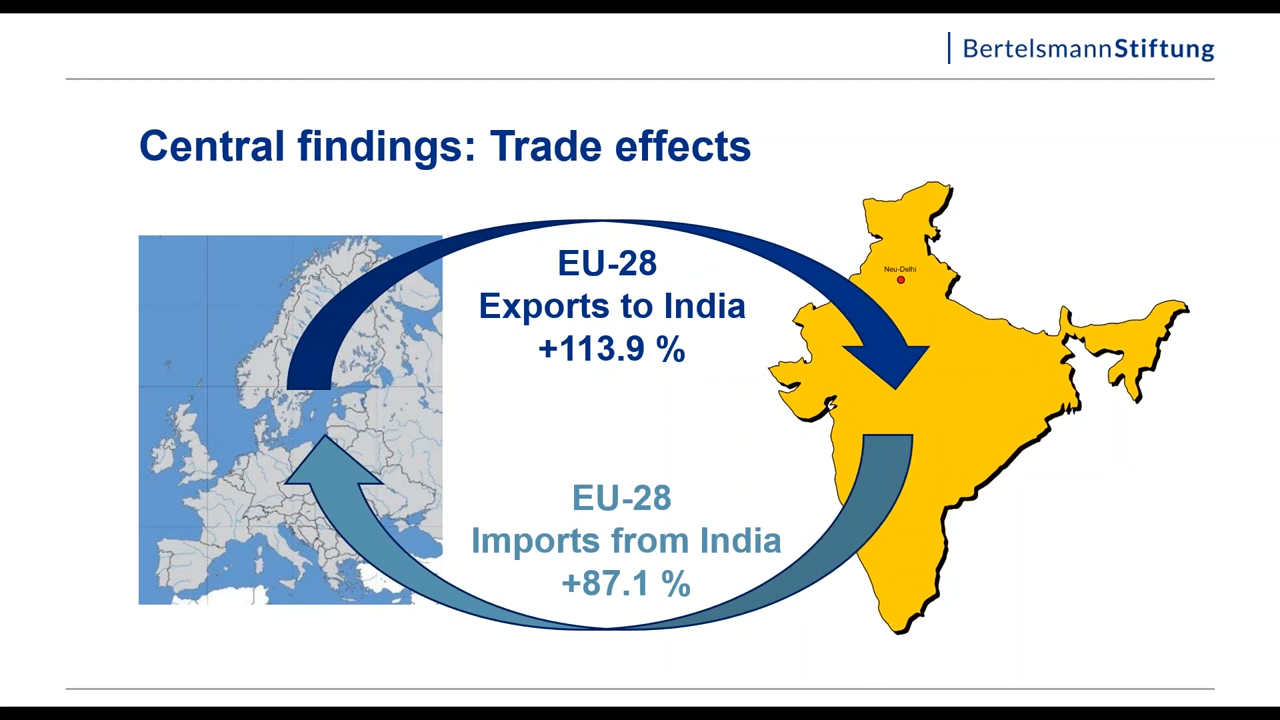 BertelsmannStiftung
Central findings: Trade effects
EU-28
Exports to India
+113.9 %
Neu-Delhi
EU-28
Imports from India
+87.1 %